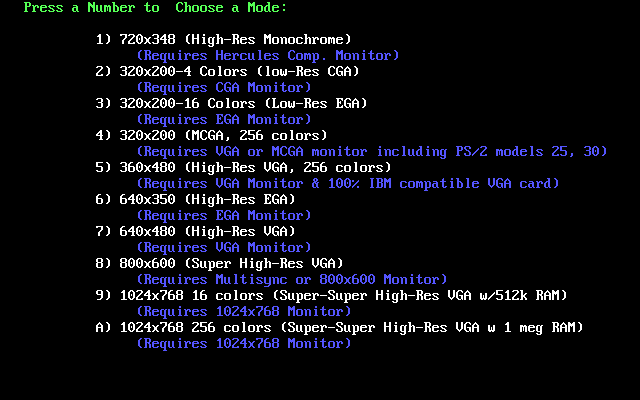 Press a Number to  Choose a Mode:
1) 720x348 (High-Res Monochrome)
(Requires Hercules Comp. Monitor)
2) 320x200-4 Colors (low-Res CGA)
(Requires CGA Monitor)
3) 320x200-16 Colors (Low-Res EGA)
(Requires EGA Monitor)
4) 320x200 (MCGA, 256 colors)
(Requires VGA or MCGA monitor including PS/2 models 25, 30)
5) 360x480 (High-Res VGA, 256 colors)
(Requires VGA Monitor & 100% IBM compatible VGA card)
6) 640x350 (High-Res EGA)
(Requires EGA Monitor)
7) 640x480 (High-Res VGA)
(Requires VGA Monitor)
8) 800x600 (Super High-Res VGA)
(Requires Multisync or 800x600 Monitor)
9) 1024x768 16 colors (Super-Super High-Res VGA w/512k RAM)
(Requires 1024x768 Monitor)
A) 1024x768 256 colors (Super-Super High-Res VGA w 1 meg RAM)
(Requires 1024x768 Monitor)